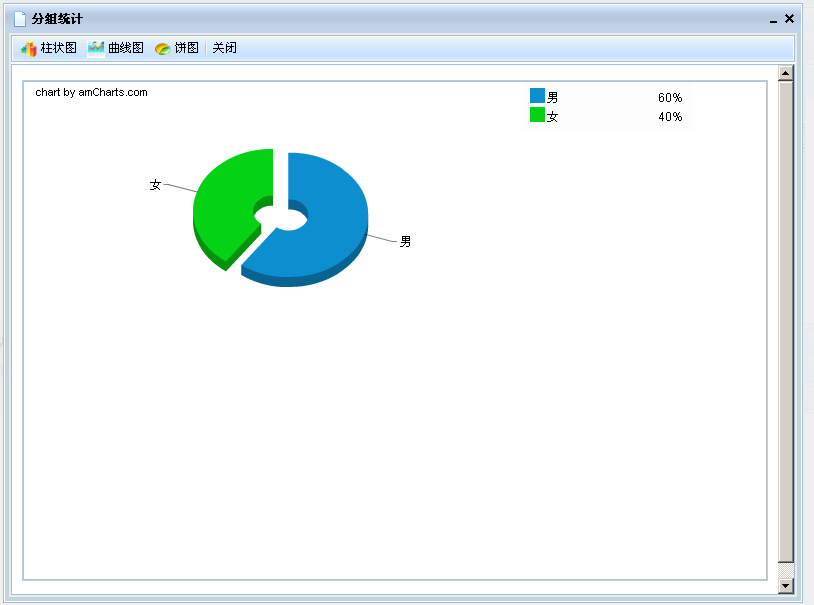 分组统计
柱状图 曲线图 饼图 关闭
chart by amCharts.com
男 60%
女 40%
女
男